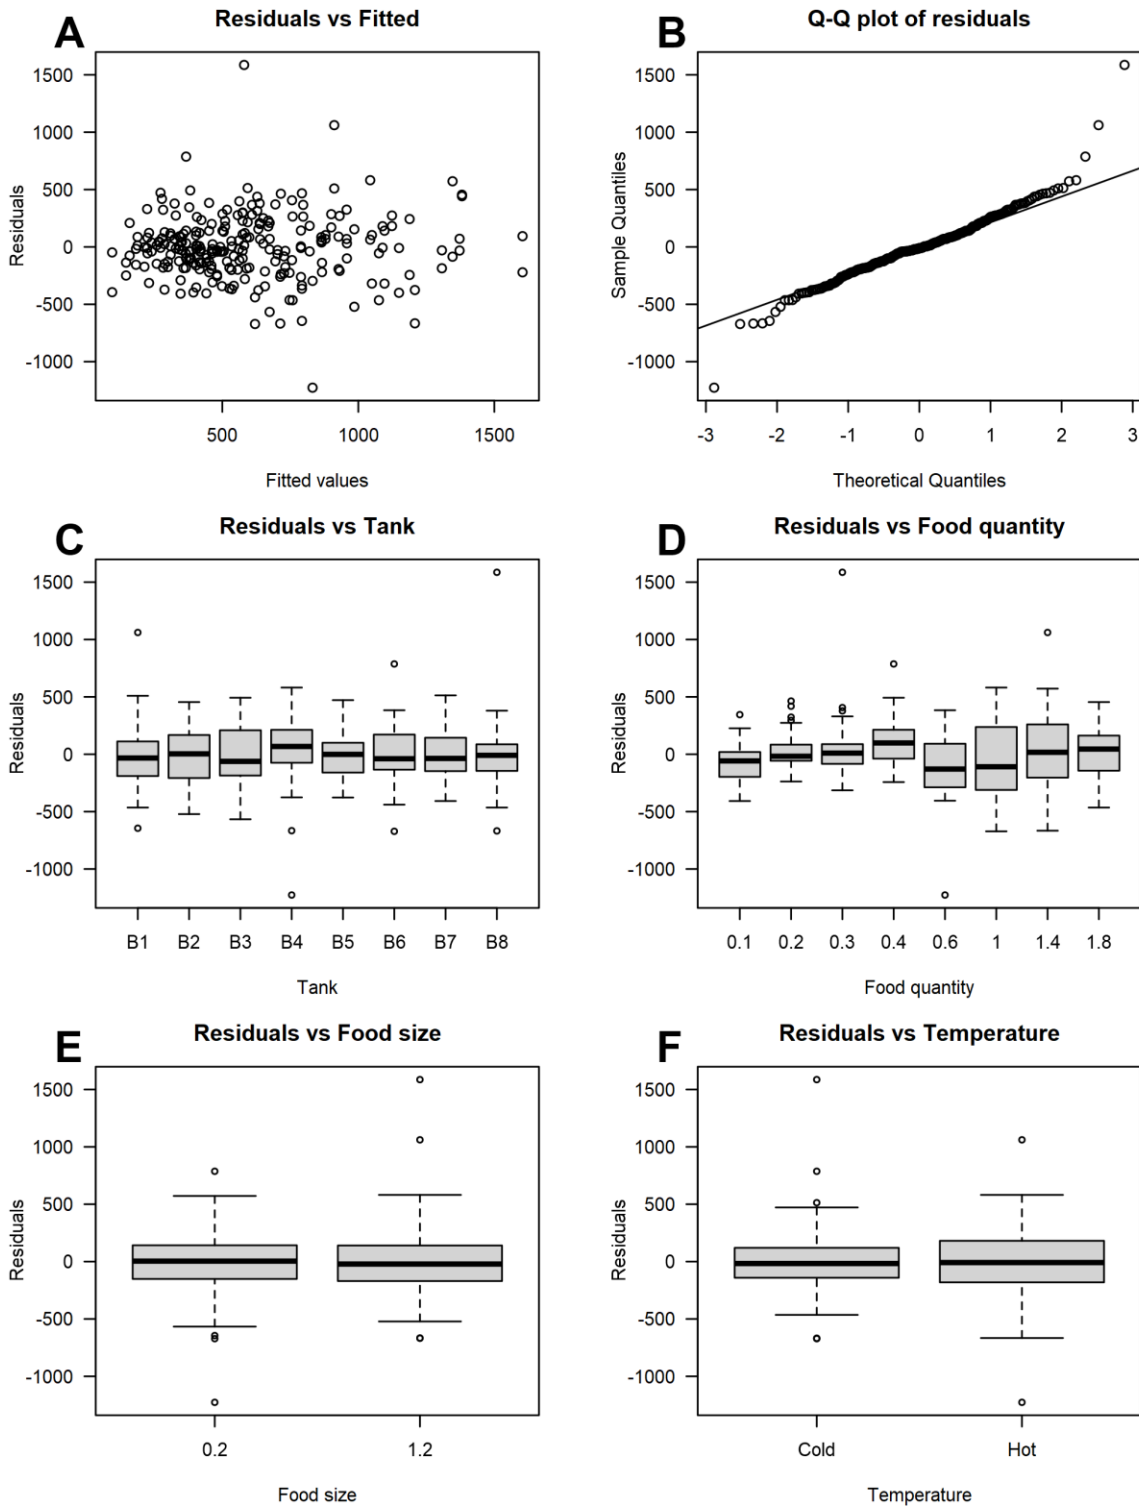 A
Residuals vs Fitted
Residuals
1500
1000
500
0
-500
-1000
500
1000
1500
Fitted values
B
Q-Q plot of residuals
Sample Quantiles
1500
1000
500
0
-500
-1000
-3
-2
-1
0
1
2
3
Theoretical Quantiles
C
Residuals vs Tank
Residuals
1500
1000
500
0
-500
-1000
B1
B2
B3
B4
B5
B6
B7
B8
Tank
D
Residuals vs Food quantity
Residuals
1500
1000
500
0
-500
-1000
0.1
0.2
0.3
0.4
0.6
1
1.4
1.8
Food quantity
E
Residuals vs Food size
Residuals
1500
1000
500
0
-500
-1000
0.2
1.2
Food size
F
Residuals vs Temperature
Residuals
1500
1000
500
0
-500
-1000
Cold
Hot
Temperature